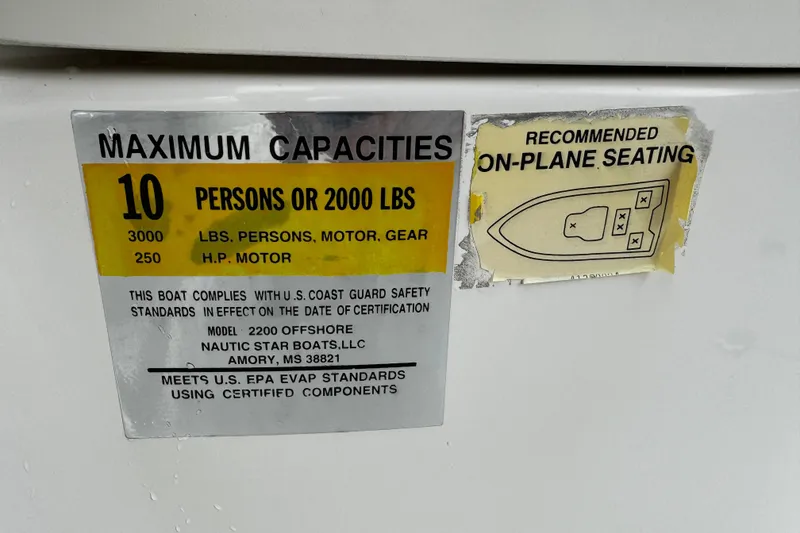 MAXIMUM CAPACITIES
10 PERSONS OR 2000 LBS
3000 LBS. PERSONS, MOTOR, GEAR
250 H.P. MOTOR
THIS BOAT COMPLIES WITH U.S. COAST GUARD SAFETY
STANDARDS IN EFFECT ON THE DATE OF CERTIFICATION
MODEL 2200 OFFSHORE
NAUTIC STAR BOATS,LLC
AMORY, MS 38821
MEETS U.S. EPA EVAP STANDARDS
USING CERTIFIED COMPONENTS
RECOMMENDED
ON-PLANE SEATING